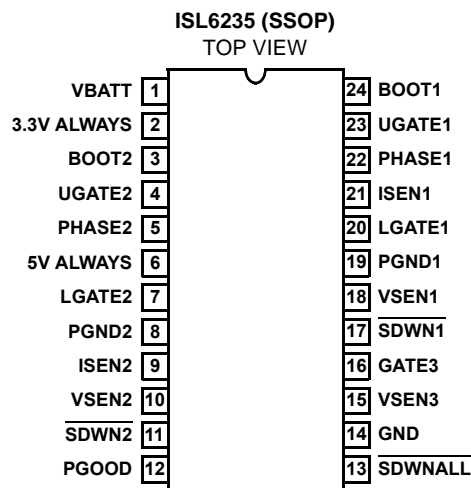 ISL6235 (SSOP)
TOP VIEW
VBATT 1 24 BOOT1
3.3V ALWAYS 2 23 UGATE1
BOOT2 3 22 PHASE1
UGATE2 4 21 ISEN1
PHASE2 5 20 LGATE1
5V ALWAYS 6 19 PGND1
LGATE2 7 18 VSEN1
PGND2 8 17 SDWN1
ISEN2 9 16 GATE3
VSEN2 10 15 VSEN3
SDWN2 11 14 GND
PGOOD 12 13 SDWNALL